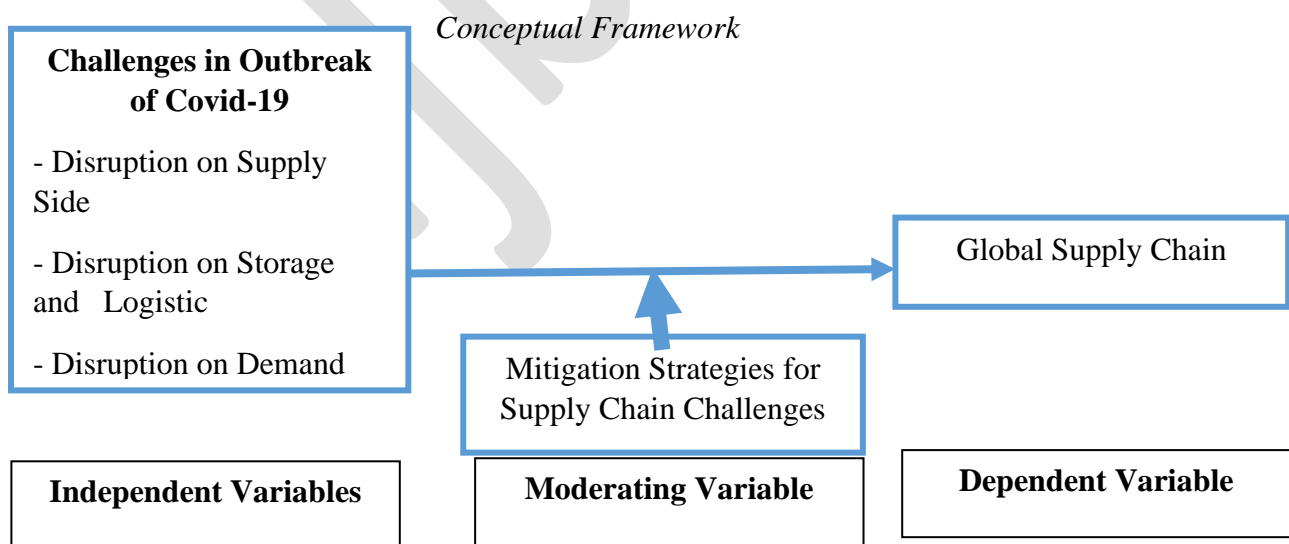 Conceptual Framework
Challenges in Outbreak
of Covid-19
- Disruption on Supply
Side
- Disruption on Storage
and Logistic
- Disruption on Demand
Global Supply Chain
Mitigation Strategies for
Supply Chain Challenges
Independent Variables
Moderating Variable
Dependent Variable